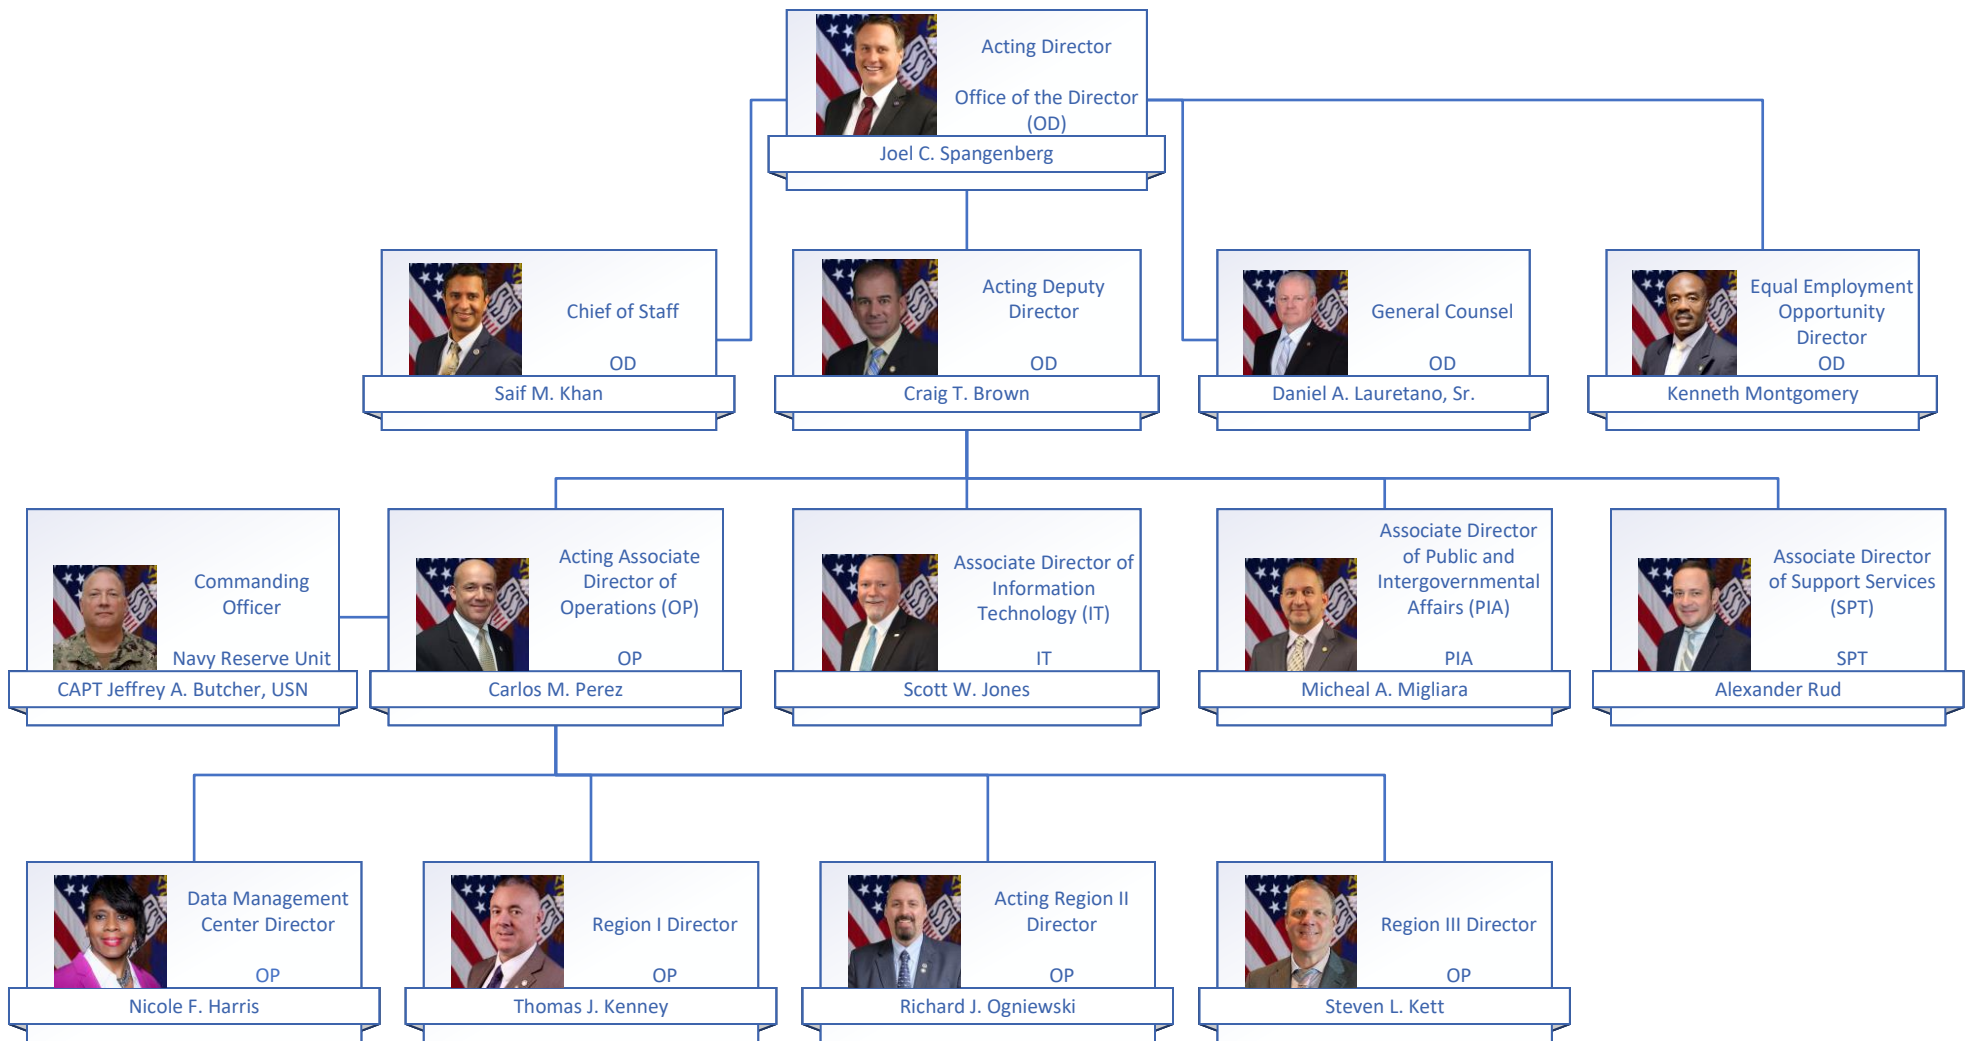 Acting Director
Office of the Director
(OD)
Joel C. Spangenberg
Chief of Staff
OD
Saif M. Khan
Acting Deputy
Director
OD
Craig T. Brown
General Counsel
OD
Daniel A. Lauretano, Sr.
Equal Employment
Opportunity
Director
OD
Kenneth Montgomery
Commanding
Officer
Navy Reserve Unit
CAPT Jeffrey A. Butcher, USN
Acting Associate
Director of
Operations (OP)
OP
Carlos M. Perez
Associate Director of
Information
Technology (IT)
IT
Scott W. Jones
Associate Director
of Public and
Intergovernmental
Affairs (PIA)
PIA
Micheal A. Migliara
Associate Director
of Support Services
(SPT)
SPT
Alexander Rud
Data Management
Center Director
OP
Nicole F. Harris
Region I Director
OP
Thomas J. Kenney
Acting Region II
Director
OP
Richard J. Ogniewski
Region III Director
OP
Steven L. Kett